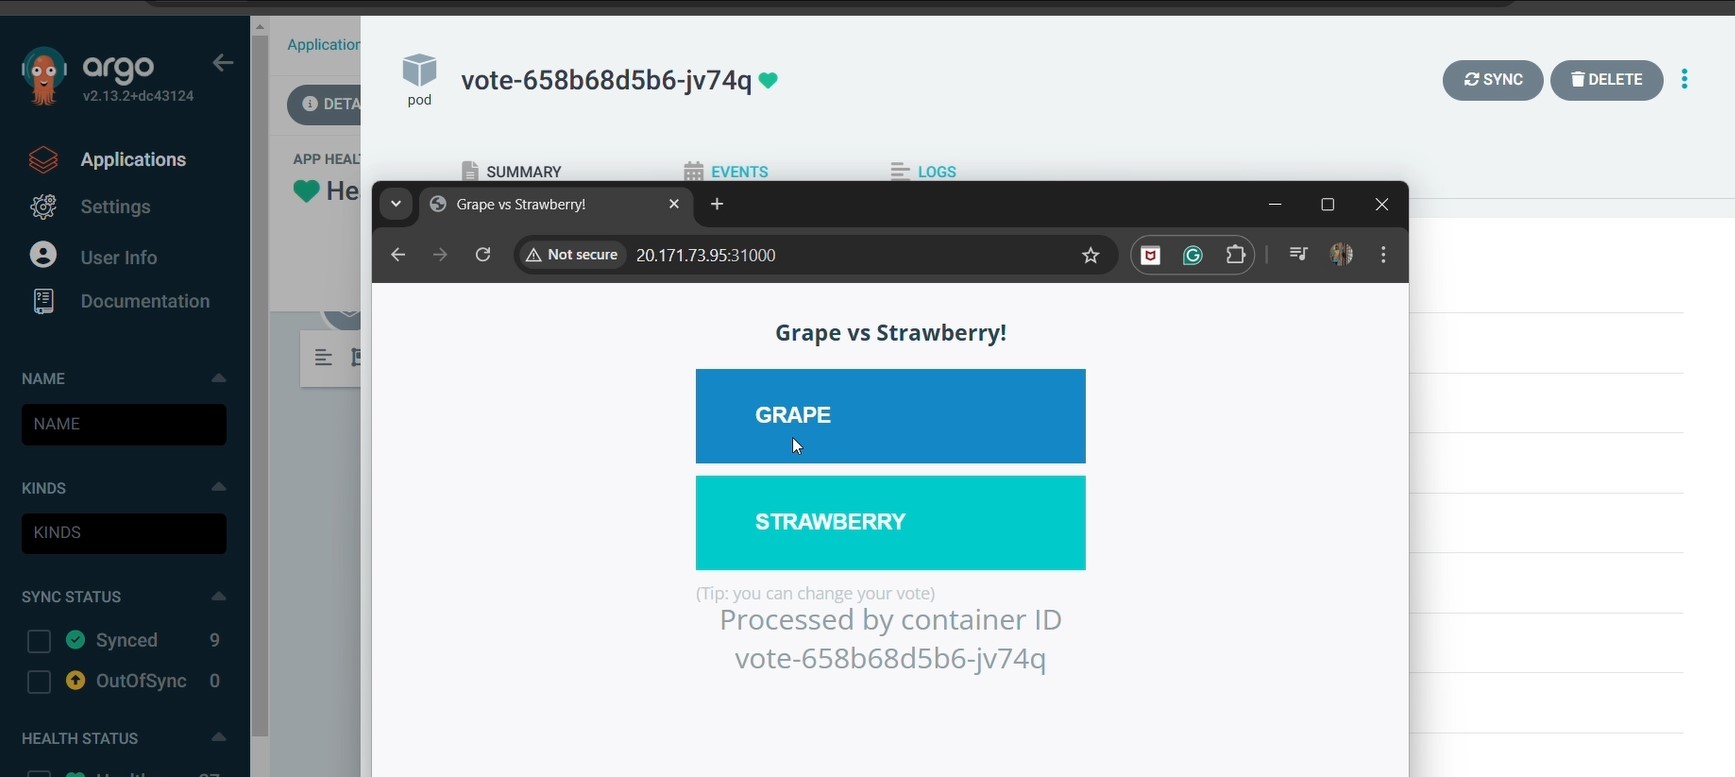 argo
v2.13.2+dc43124
Applications
Settings
User Info
Documentation
NAME
NAME
KINDS
KINDS
SYNC STATUS
Synced 9
OutOfSync 0
HEALTH STATUS
Application
DETA
APP HEAL
He
pod
vote-658b68d5b6-jv74q
SYNC
DELETE
SUMMARY
EVENTS
LOGS
Grape vs Strawberry!
Not secure 20.171.73.95:31000
Grape vs Strawberry!
GRAPE
STRAWBERRY
(Tip: you can change your vote)
Processed by container ID
vote-658b68d5b6-jv74q